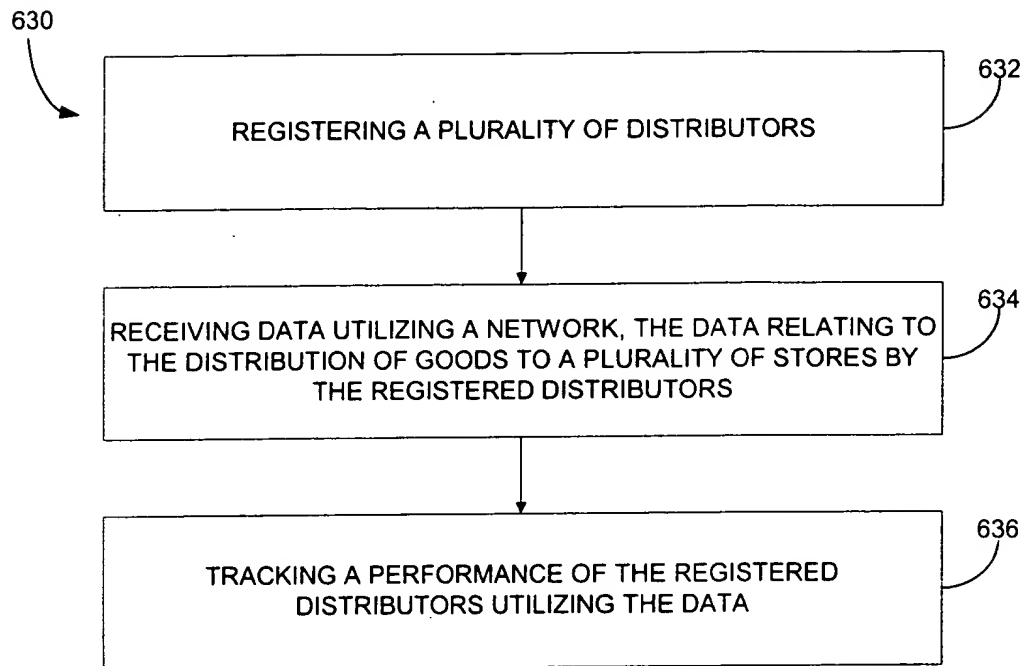 630
632
REGISTERING A PLURALITY OF DISTRIBUTORS
634
RECEIVING DATA UTILIZING A NETWORK, THE DATA RELATING TO
THE DISTRIBUTION OF GOODS TO A PLURALITY OF STORES BY
THE REGISTERED DISTRIBUTORS
636
TRACKING A PERFORMANCE OF THE REGISTERED
DISTRIBUTORS UTILIZING THE DATA